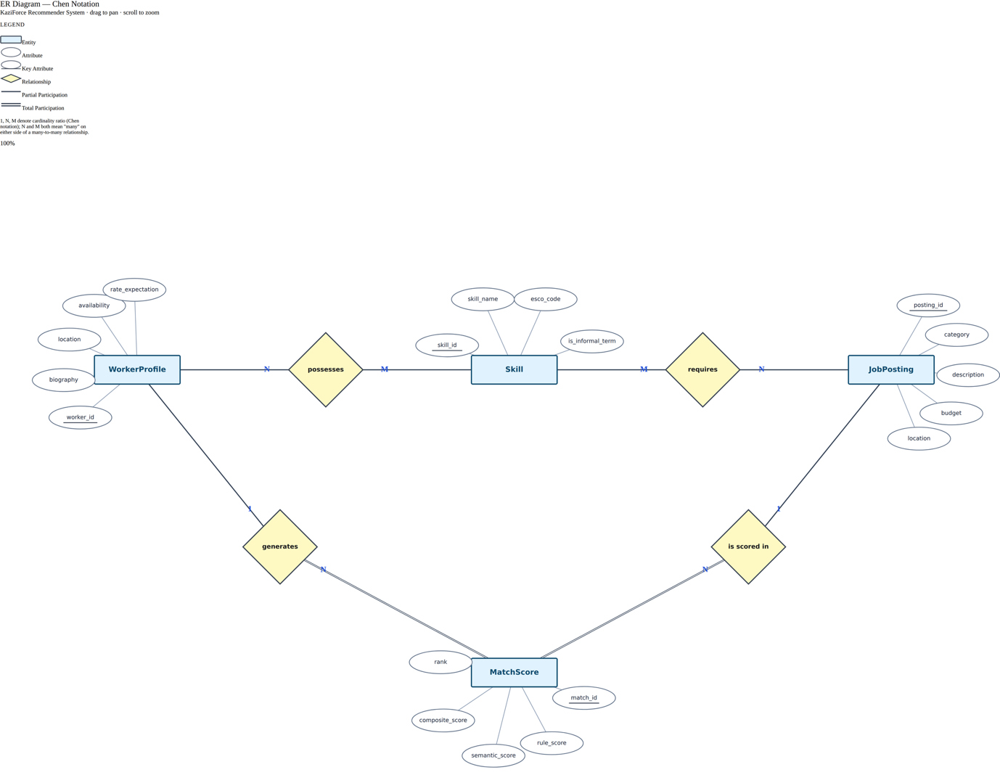 ER Diagram — Chen Notation
KaziForce Recommender System · drag to pan · scroll to zoom
LEGEND
Entity
Attribute
Key Attribute
Relationship
Partial Participation
Total Participation
1, N, M denote cardinality ratio (Chen
notation); N and M both mean "many" on
either side of a many-to-many relationship.
100%
rate_expectation
availability
location
biography
worker_id
WorkerProfile
N
possesses
M
skill_name
esco_code
skill_id
is_informal_term
Skill
M
requires
N
posting_id
category
JobPosting
description
budget
location
1
generates
N
1
is scored in
N
rank
MatchScore
match_id
composite_score
rule_score
semantic_score